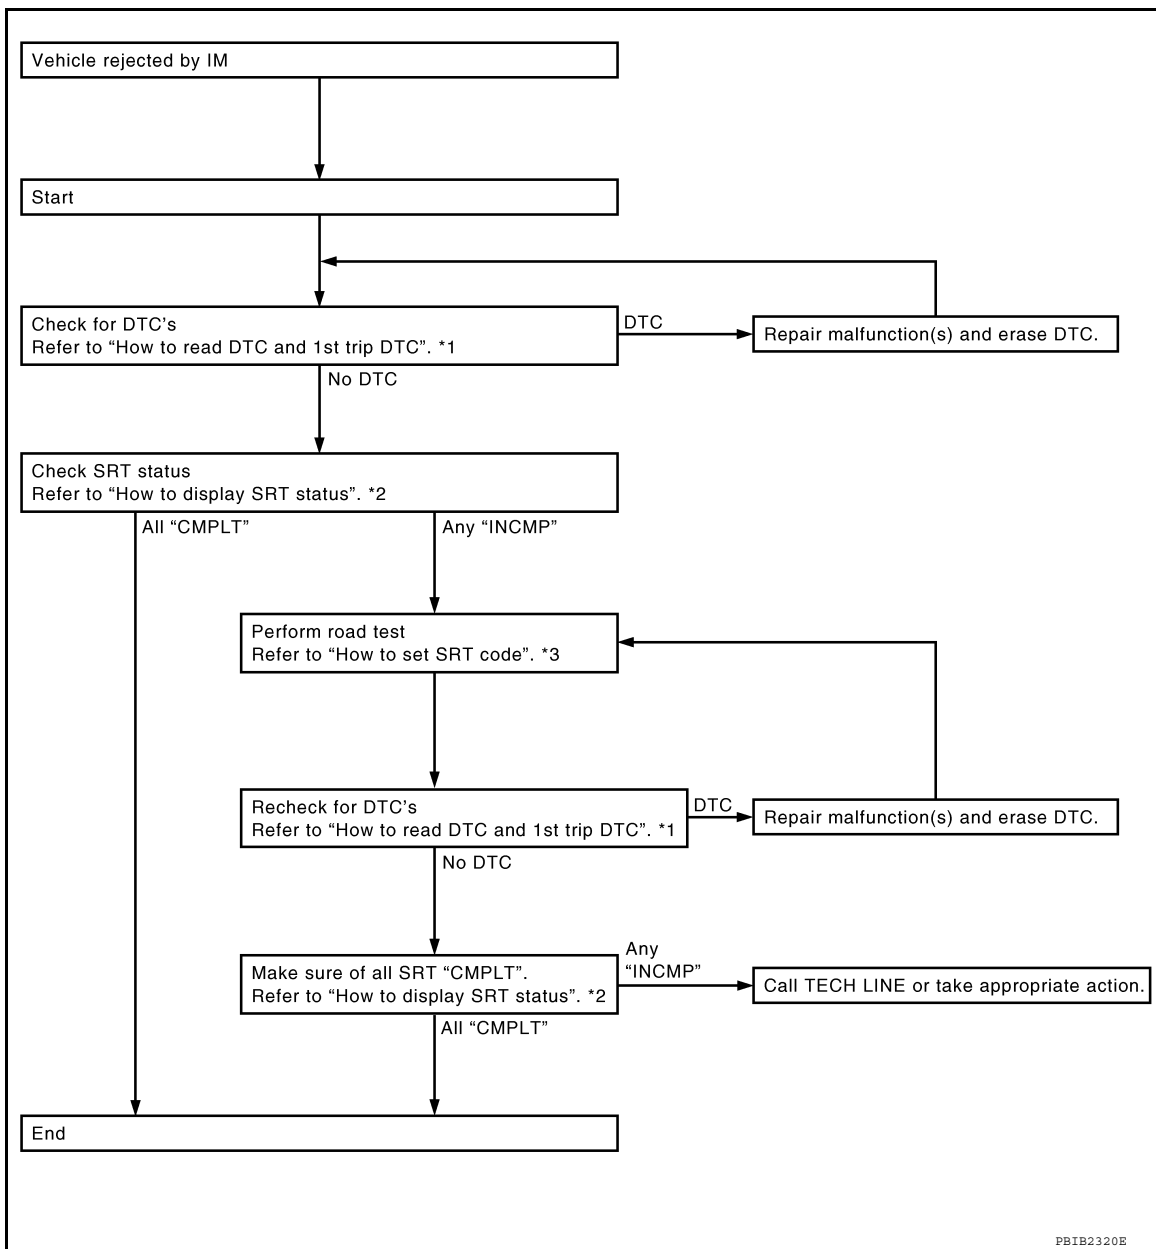 Vehicle rejected by IM
Start
Check for DTC's
Refer to “How to read DTC and 1st trip DTC”. *1
DTC
Repair malfunction(s) and erase DTC.
No DTC
Check SRT status
Refer to “How to display SRT status”. *2
All “CMPLT”
Any “INCMP”
Perform road test
Refer to “How to set SRT code”. *3
Recheck for DTC's
Refer to “How to read DTC and 1st trip DTC”. *1
DTC
Repair malfunction(s) and erase DTC.
No DTC
Make sure of all SRT “CMPLT”.
Refer to “How to display SRT status”. *2
Any
“INCMP”
Call TECH LINE or take appropriate action.
All “CMPLT”
End
PBIB2320E